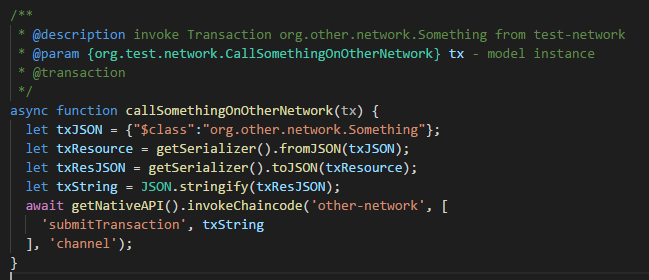 /**
 * @description invoke Transaction org.other.network.Something from test-network
 * @param {org.test.network.CallSomethingOnOtherNetwork} tx - model instance
 * @transaction
 */
async function callSomethingOnOtherNetwork(tx) {
  let txJSON = {"$class":"org.other.network.Something"};
  let txResource = getSerializer().fromJSON(txJSON);
  let txResJSON = getSerializer().toJSON(txResource);
  let txString = JSON.stringify(txResJSON);
  await getNativeAPI().invokeChaincode('other-network', [
    'submitTransaction', txString
  ], 'channel');
}